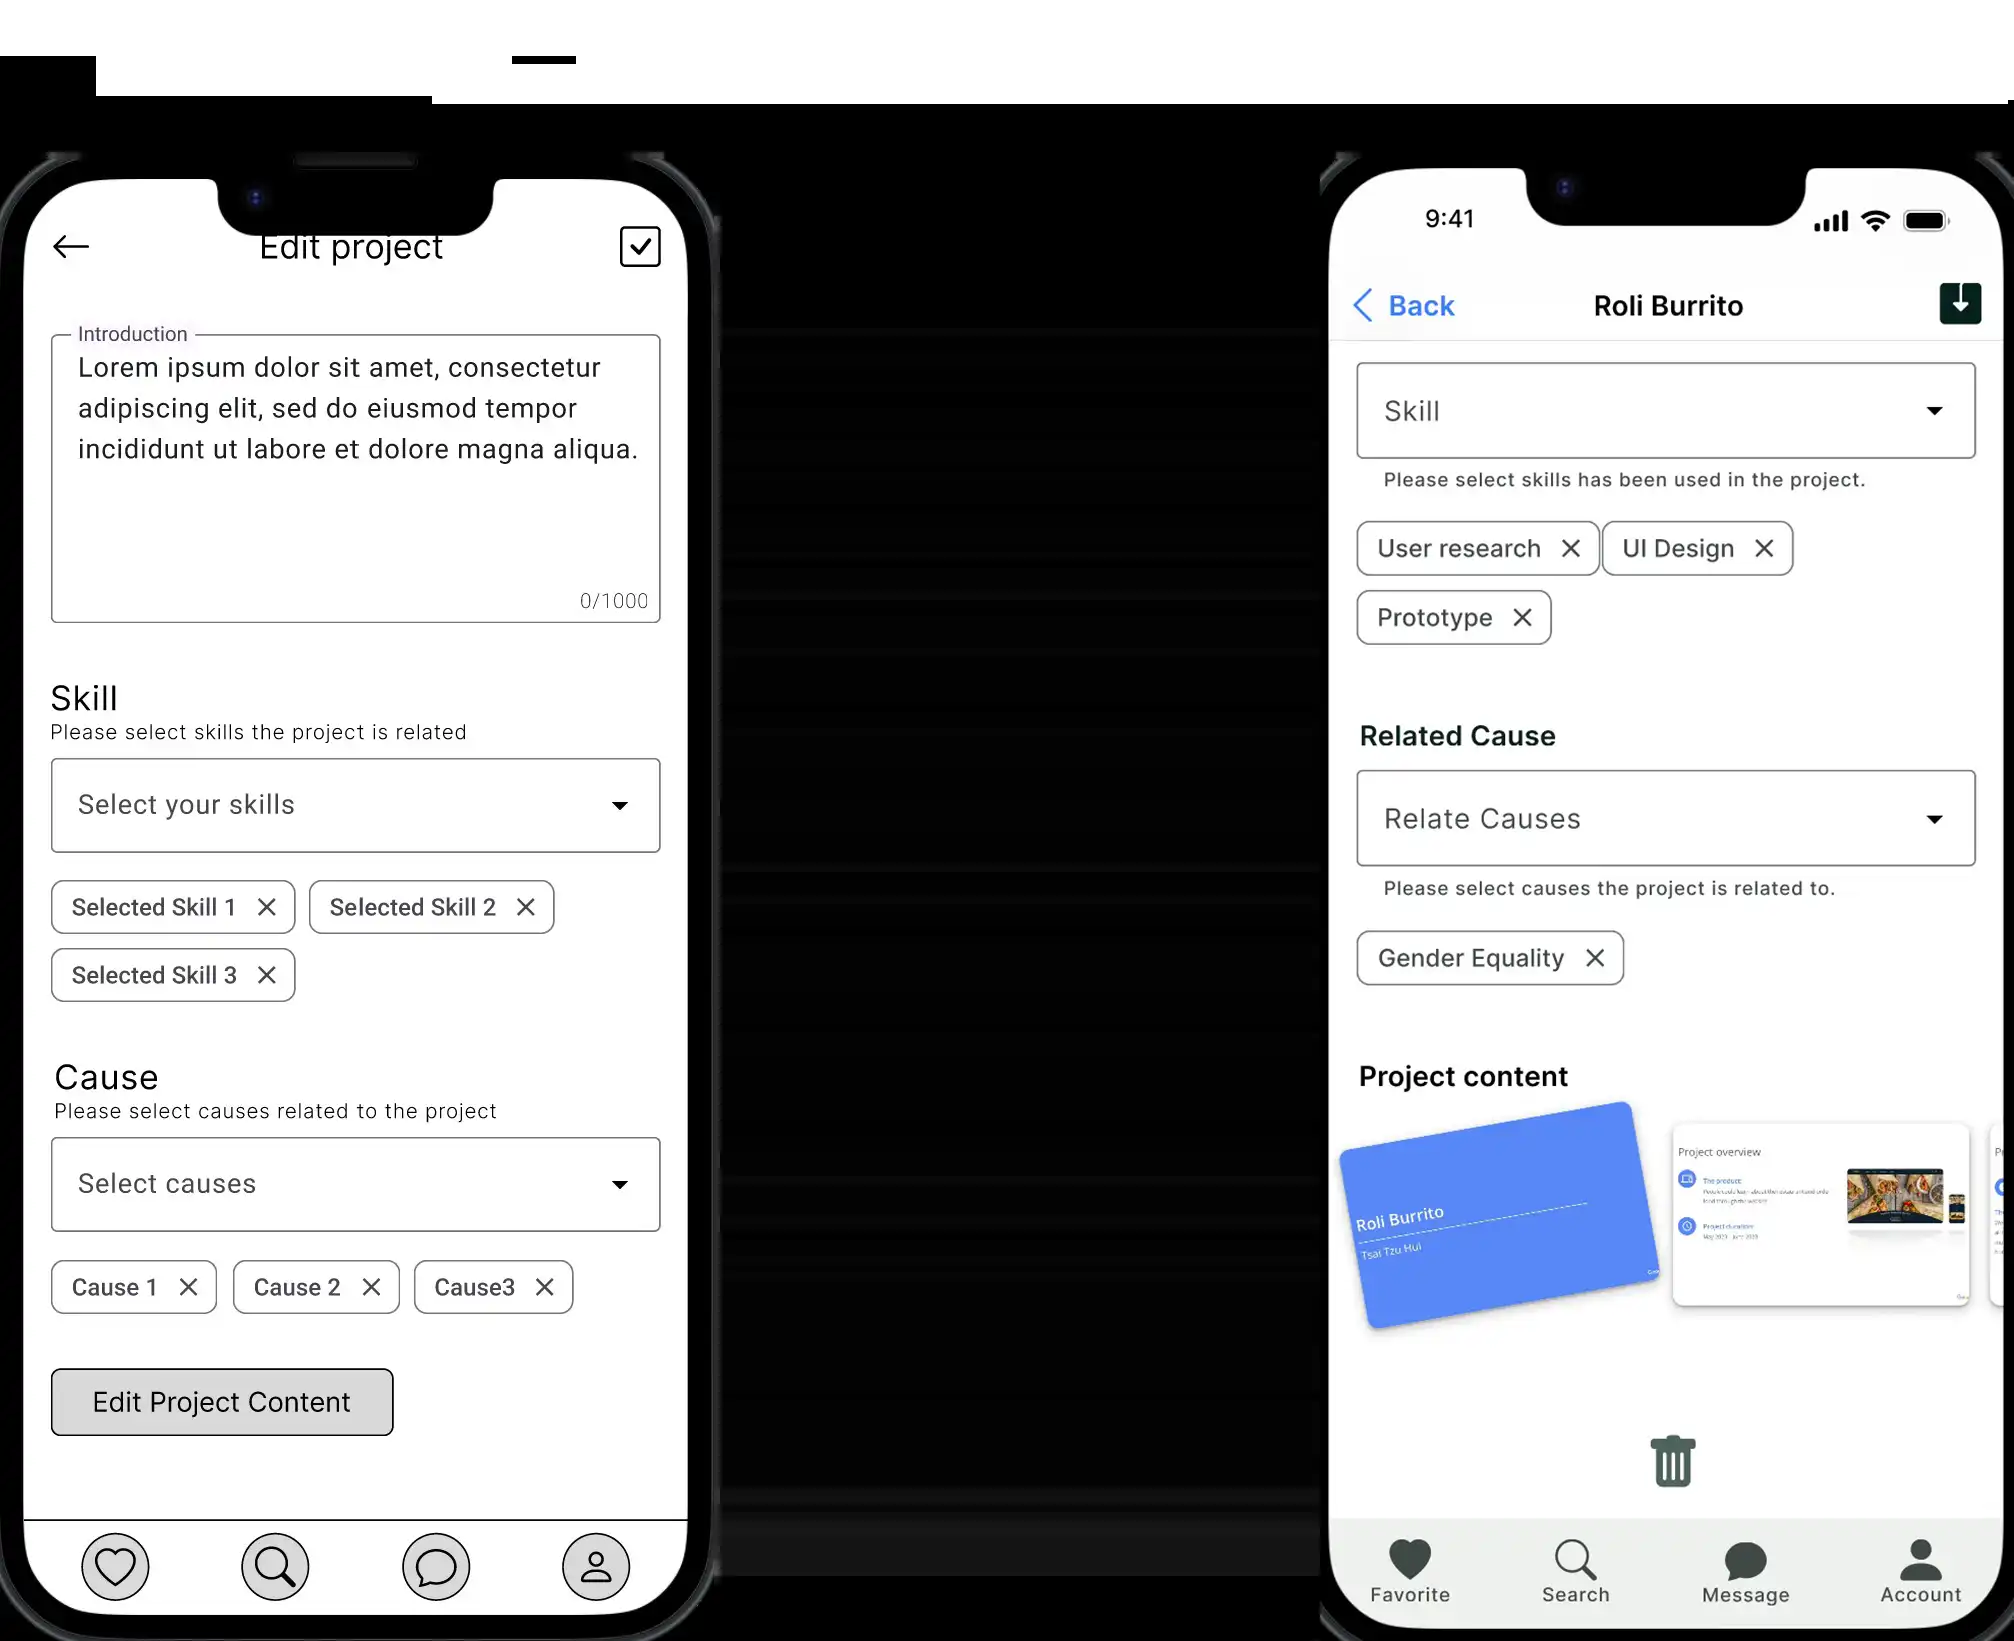 Edit project
Introduction
Lorem ipsum dolor sit amet, consectetur
adipiscing elit, sed do eiusmod tempor
incididunt ut labore et dolore magna aliqua.
0/1000
Skill
Please select skills the project is related
Select your skills
Selected Skill 1
Selected Skill 2
Selected Skill 3
Cause
Please select causes related to the project
Select causes
Cause 1
Cause 2
Cause3
Edit Project Content
9:41
Back
Roli Burrito
Skill
Please select skills has been used in the project.
User research
UI Design
Prototype
Related Cause
Relate Causes
Please select causes the project is related to.
Gender Equality
Project content
Roli Burrito
Tsai Tzu Hui
Project overview
The product:
Project duration:
Favorite
Search
Message
Account